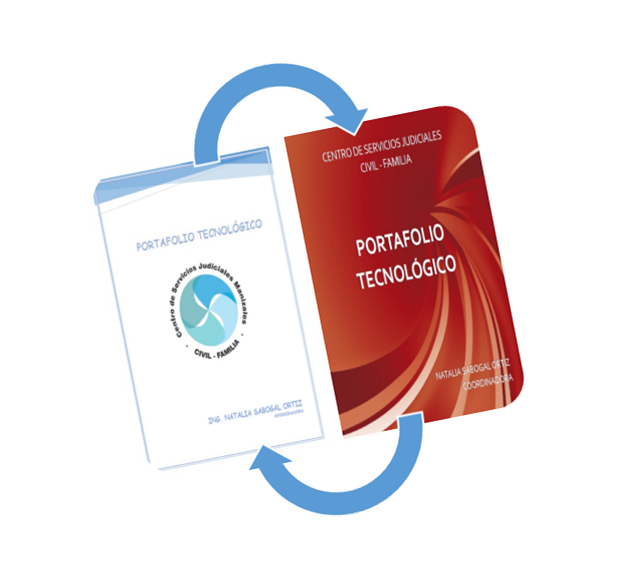 PORTAFOLIO TECNOLÓGICO
Centro de Servicios Judiciales Manizales
· CIVIL - FAMILIA ·
ING. NATALIA SABOGAL ORTIZ
COORDINADORA
CENTRO DE SERVICIOS JUDICIALES
CIVIL - FAMILIA
PORTAFOLIO
TECNOLÓGICO
NATALIA SABOGAL ORTIZ
COORDINADORA